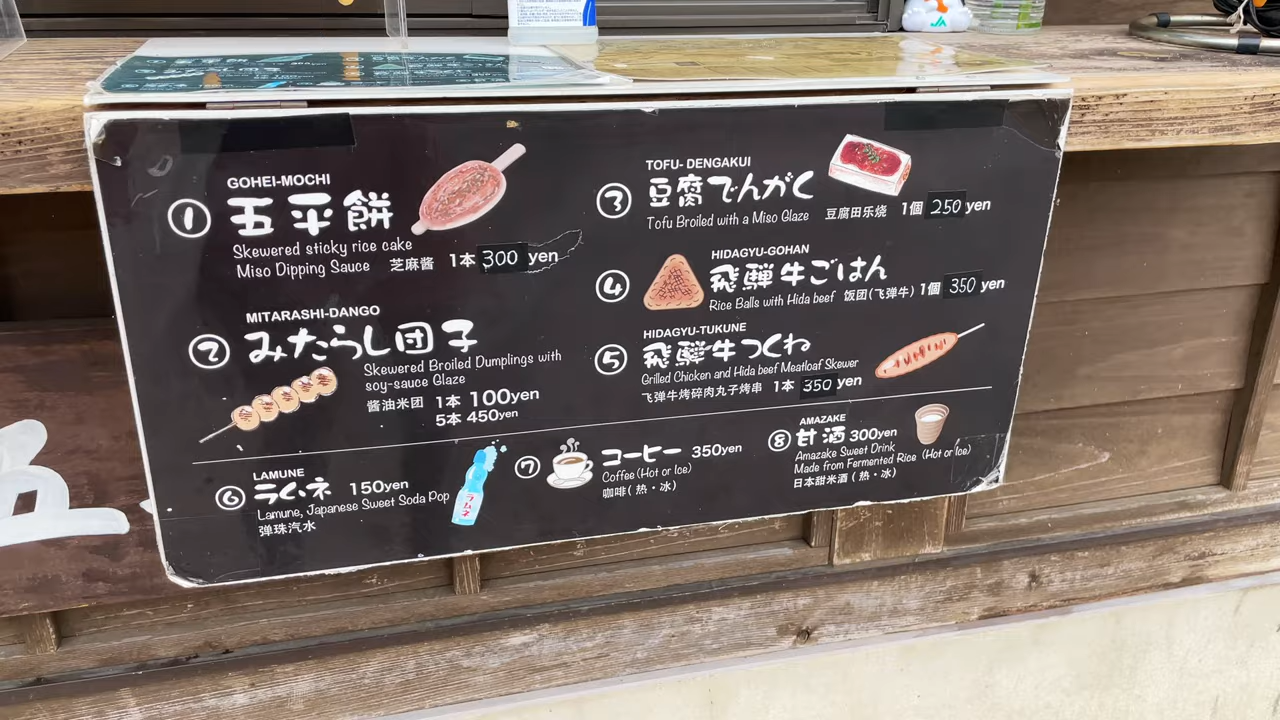 GOHEI-MOCHI
① 五平餅
Skewered sticky rice cake
Miso Dipping Sauce 芝麻酱 1本 300 yen
MITARASHI-DANGO
② みたらし団子
Skewered Broiled Dumplings with
soy-sauce Glaze
酱油米团 1本 100yen
5本 450yen
TOFU- DENGAKUI
③ 豆腐でんがく
Tofu Broiled with a Miso Glaze 豆腐田乐烧 1個 250 yen
HIDAGYU-GOHAN
④ 飛騨牛ごはん
Rice Balls with Hida beef 饭团(飞弹牛) 1個 350 yen
HIDAGYU-TUKUNE
⑤ 飛騨牛つくね
Grilled Chicken and Hida beef Meatloaf Skewer
飞弹牛烤碎肉丸子烤串 1本 350 yen
LAMUNE
⑥ らむネ 150yen
Lamune, Japanese Sweet Soda Pop
弹珠汽水
ラムネ
⑦ コーヒー 350yen
Coffee (Hot or Ice)
咖啡( 热・冰)
AMAZAKE
⑧ 甘酒 300yen
Amazake Sweet Drink
Made from Fermented Rice (Hot or Ice)
日本甜米酒 ( 热・冰)